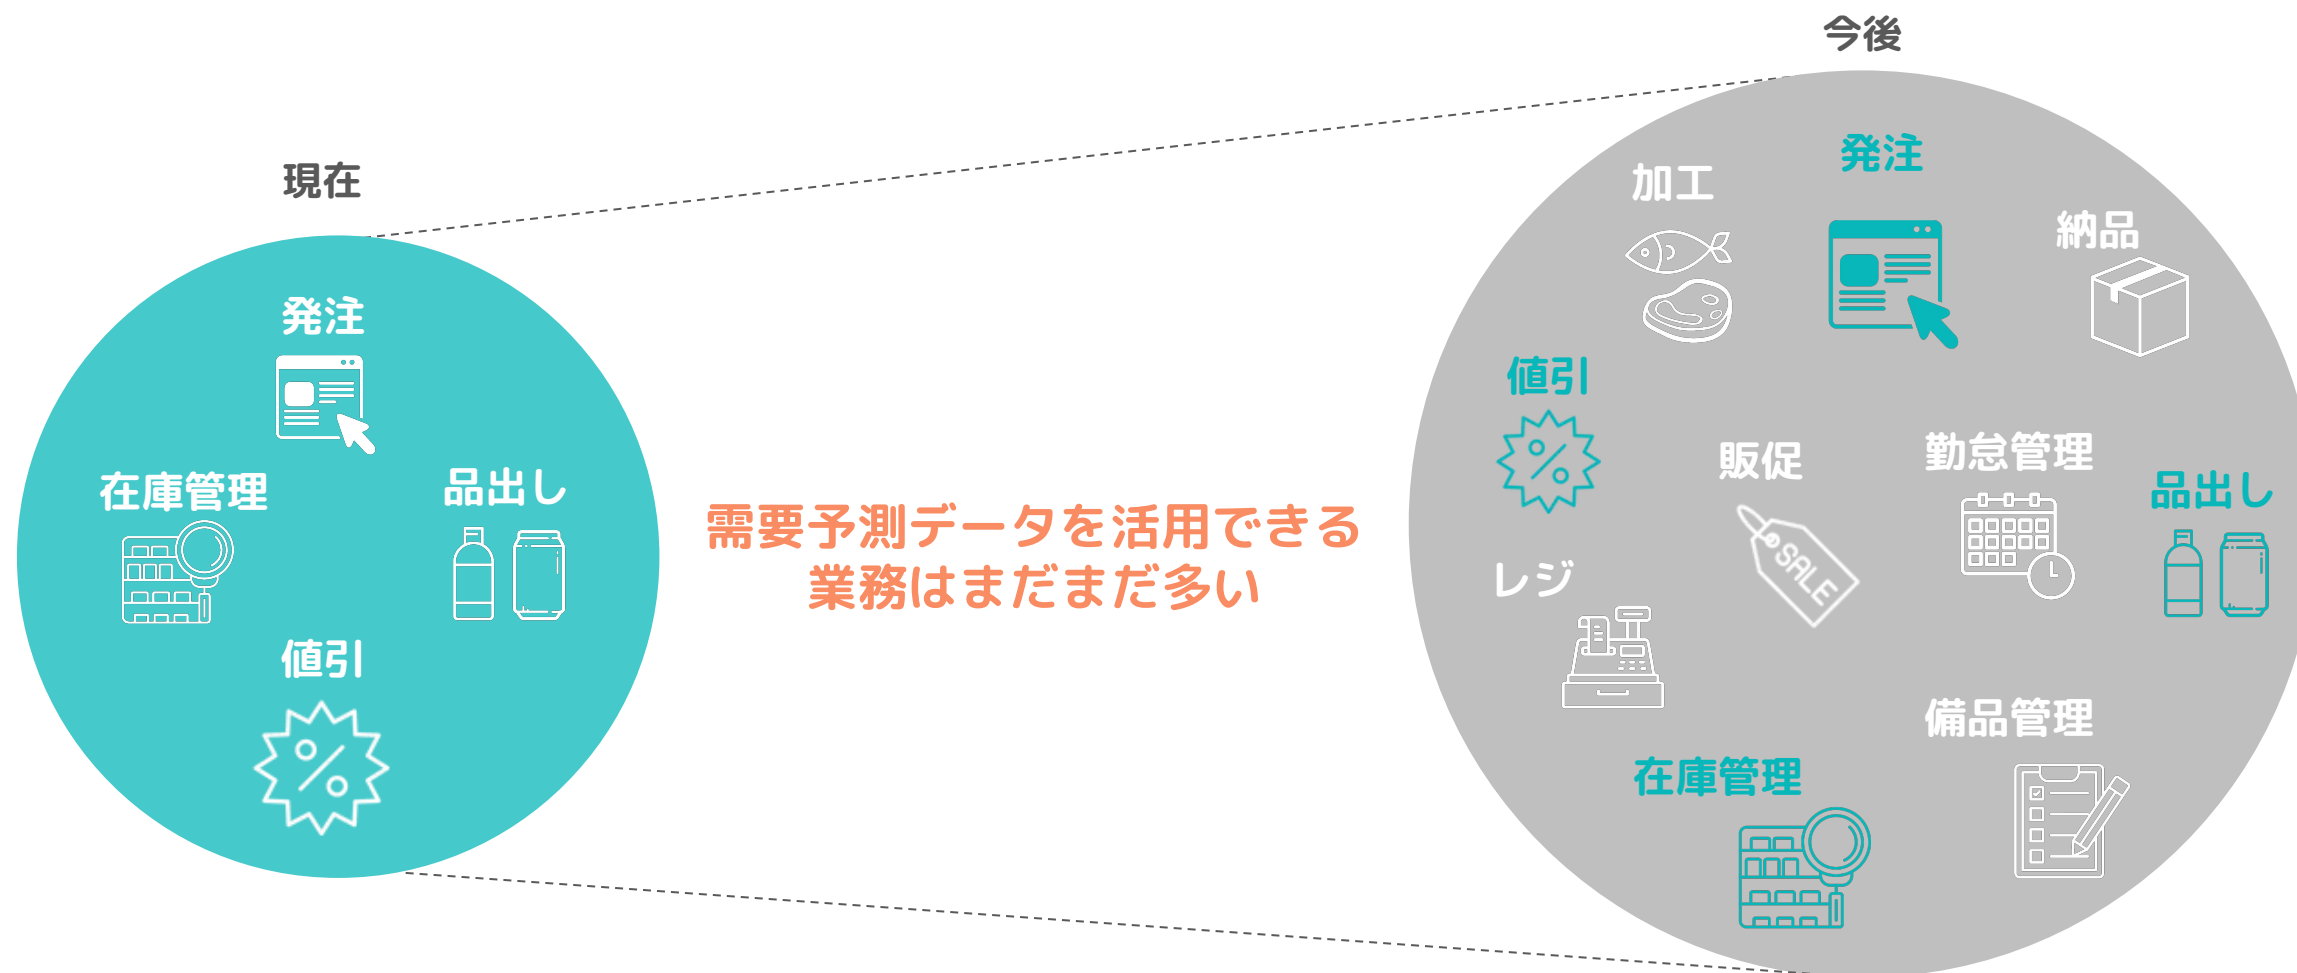 現在
発注
在庫管理
品出し
値引
需要予測データを活用できる
業務はまだまだ多い
今後
発注
加工
納品
値引
販促
勤怠管理
品出し
SALE
レジ
備品管理
在庫管理